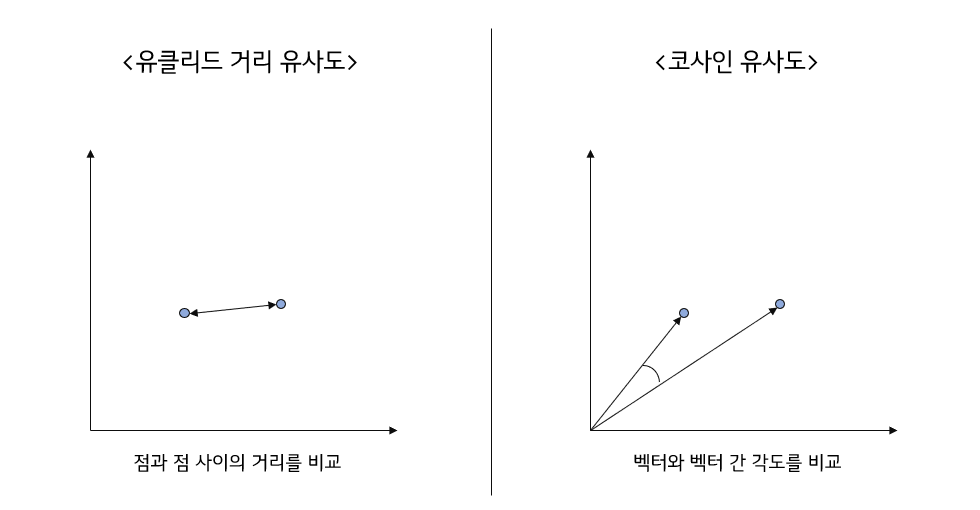 <유클리드 거리 유사도>
점과 점 사이의 거리를 비교
<코사인 유사도>
벡터와 벡터 간 각도를 비교